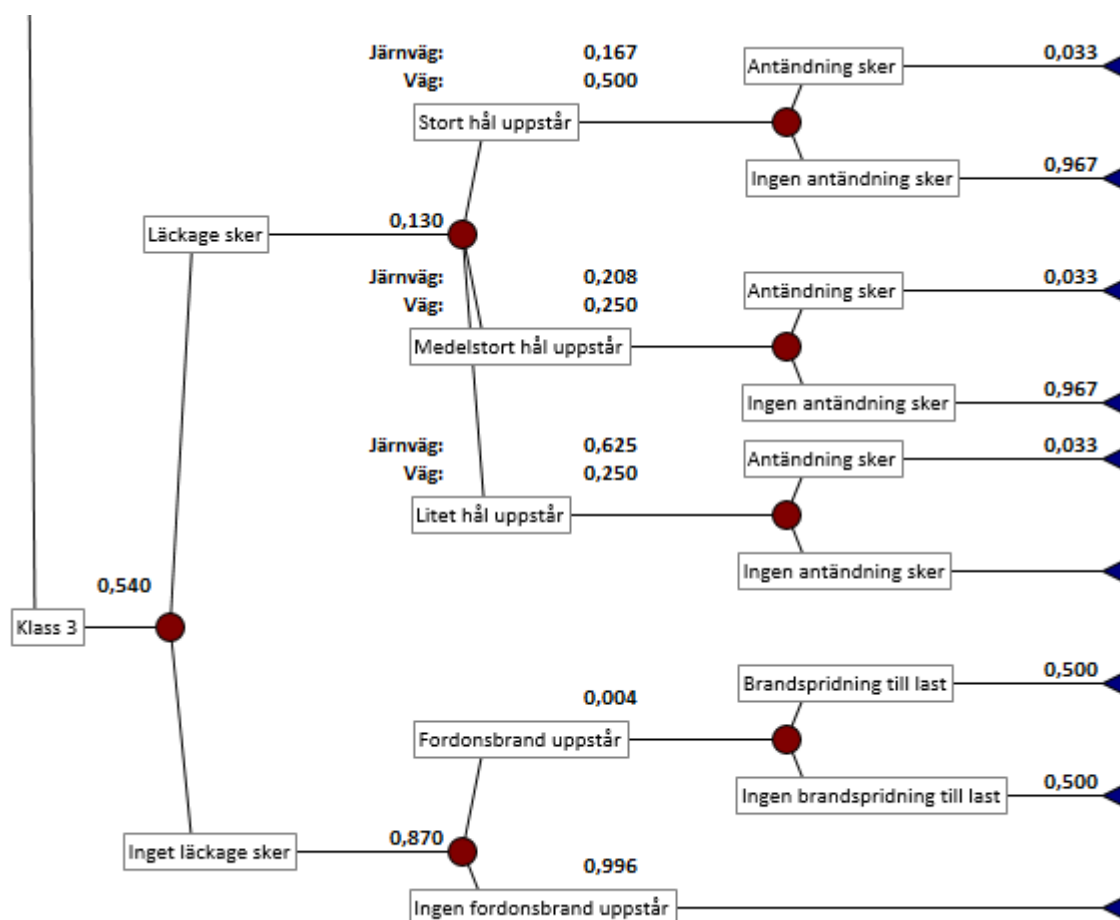 Järnväg: 0,167
Väg: 0,500
Antändning sker 0,033
Stort hål uppstår
Ingen antändning sker 0,967
Läckage sker 0,130
Järnväg: 0,208
Väg: 0,250
Antändning sker 0,033
Medelstort hål uppstår
Ingen antändning sker 0,967
Järnväg: 0,625
Väg: 0,250
Antändning sker 0,033
Litet hål uppstår
Ingen antändning sker
0,540
Klass 3
0,004
Brandspridning till last 0,500
Fordonsbrand uppstår
Ingen brandspridning till last 0,500
Inget läckage sker 0,870
0,996
Ingen fordonsbrand uppstår